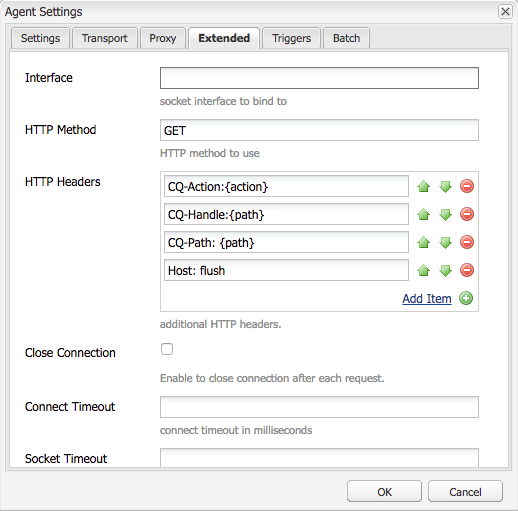 Agent Settings
Settings Transport Proxy Extended Triggers Batch
Interface
socket interface to bind to
HTTP Method GET
HTTP method to use
HTTP Headers CQ-Action:{action}
CQ-Handle:{path}
CQ-Path: {path}
Host: flush
Add Item
additional HTTP headers.
Close Connection
Enable to close connection after each request.
Connect Timeout
connect timeout in milliseconds
Socket Timeout
OK Cancel